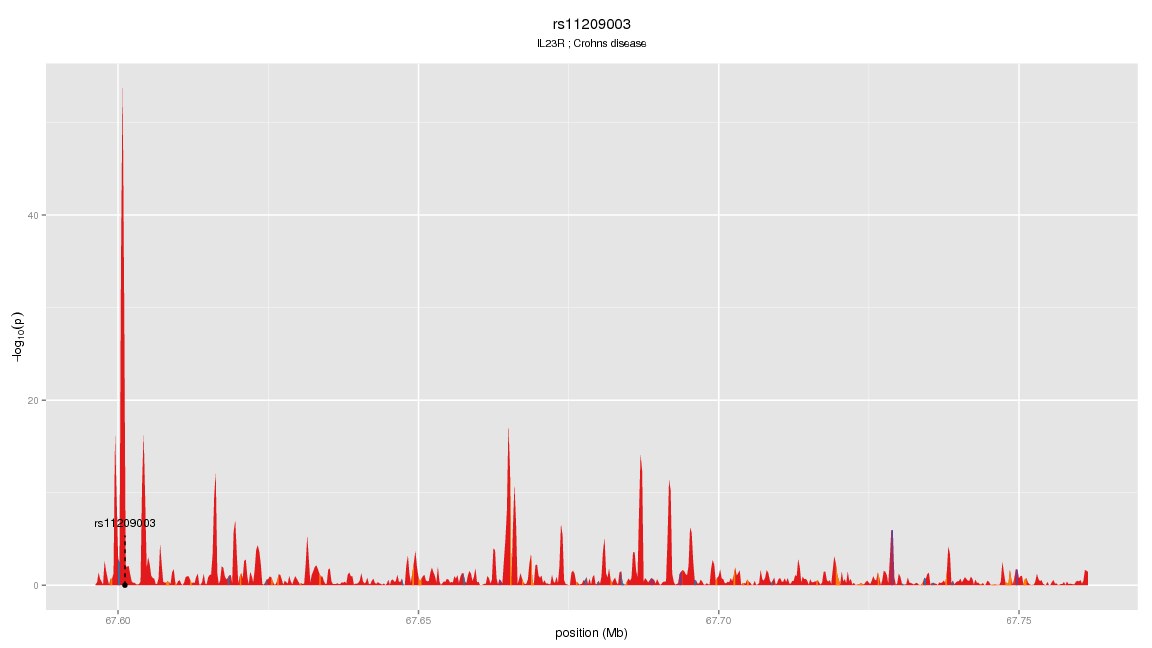 rs11209003
IL23R ; Crohns disease
−log10(p)
40
20
0
rs11209003
67.60
67.65
67.70
67.75
position (Mb)